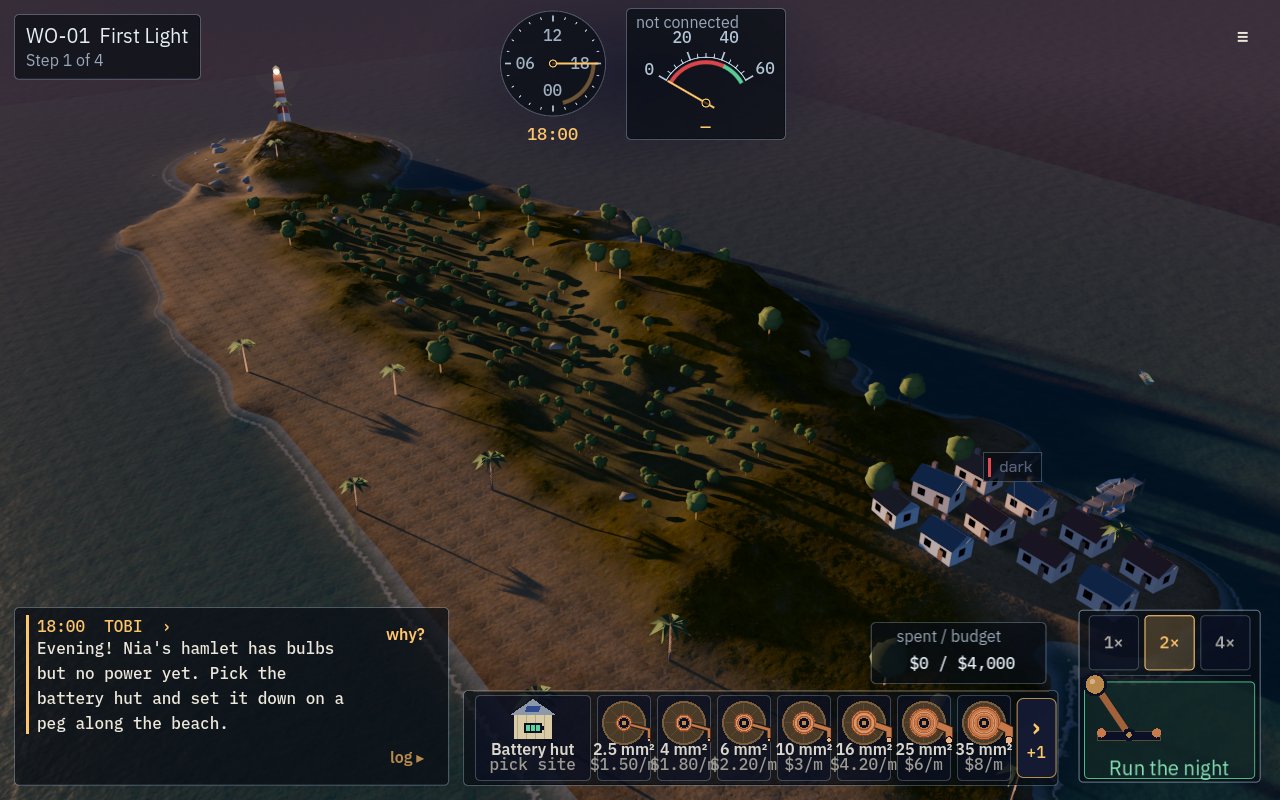 WO-01 First Light
Step 1 of 4
12
06
18
00
18:00
not connected
0
20
40
60
–
≡
dark
18:00 TOBI ›
why?
Evening! Nia's hamlet has bulbs
but no power yet. Pick the
battery hut and set it down on a
peg along the beach.
log ▸
spent / budget
$0 / $4,000
Battery hut
pick site
2.5 mm²
$1.50/m
4 mm²
$1.80/m
6 mm²
$2.20/m
10 mm²
$3/m
16 mm²
$4.20/m
25 mm²
$6/m
35 mm²
$8/m
›
+1
1×
2×
4×
Run the night